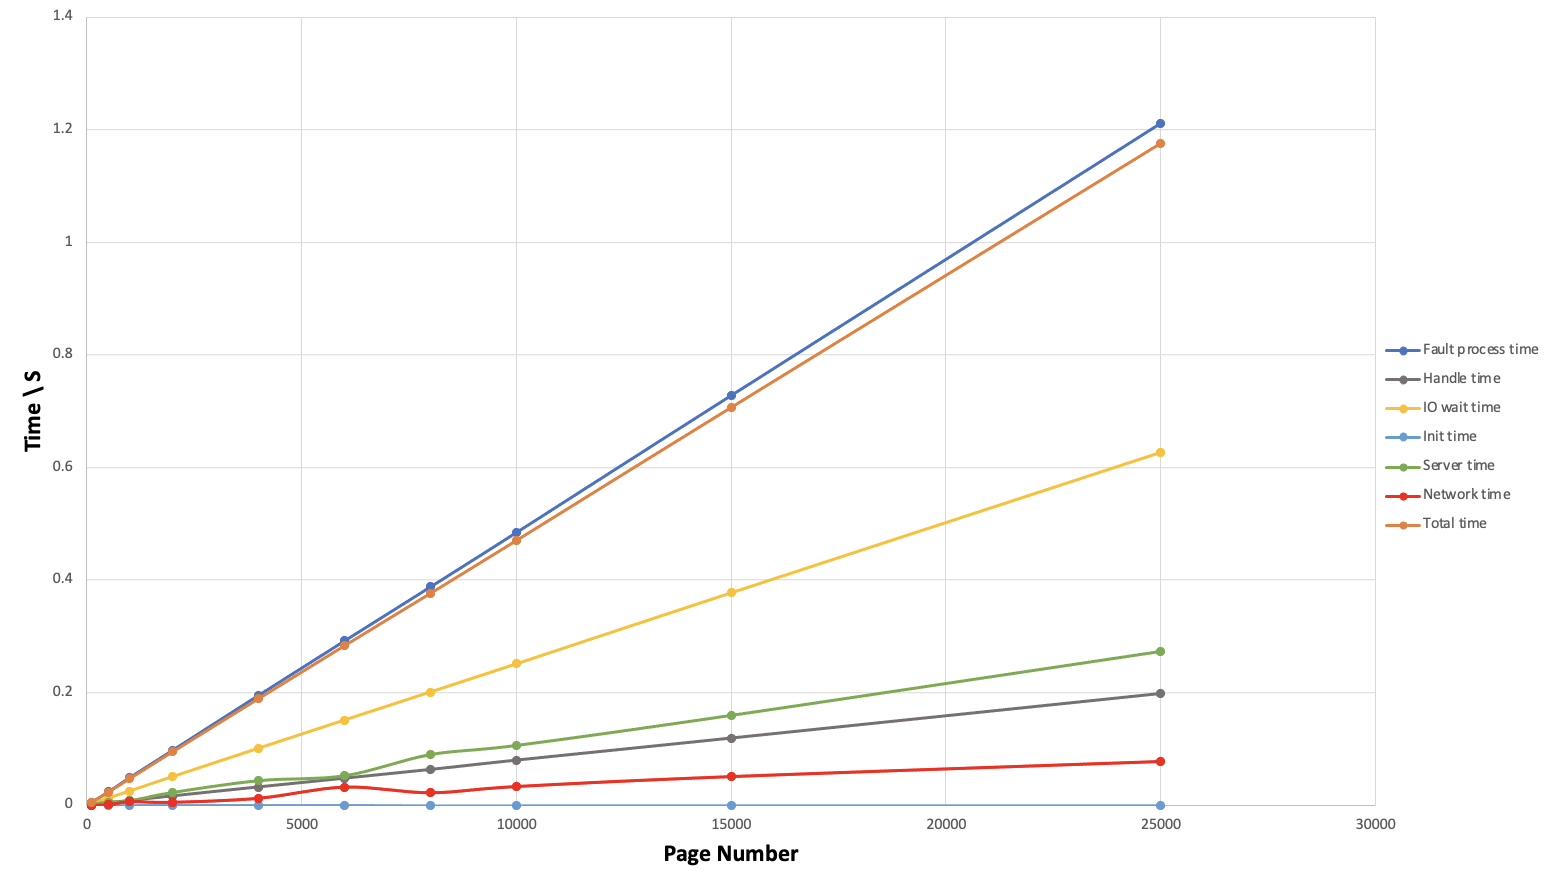 1.4
1.2
1
0.8
0.6
0.4
0.2
0
Time \ S
0 5000 10000 15000 20000 25000 30000
Page Number
Fault process time
Handle time
IO wait time
Init time
Server time
Network time
Total time